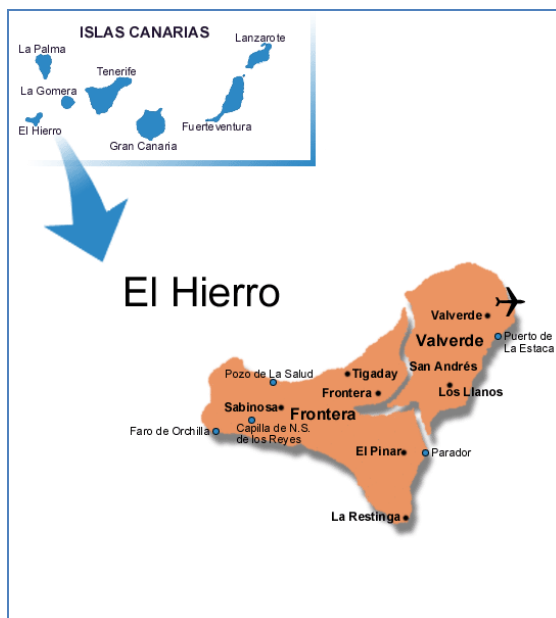 ISLAS CANARIAS
Lanzarote
La Palma
Tenerife
La Gomera
El Hierro
Gran Canaria
Fuerteventura
El Hierro
Valverde
Valverde
Puerto de
La Estaca
San Andrés
Los Llanos
Pozo de La Salud
Tigaday
Frontera
Sabinosa
Frontera
Faro de Orchilla
Capilla de N.S.
de los Reyes
El Pinar
Parador
La Restinga